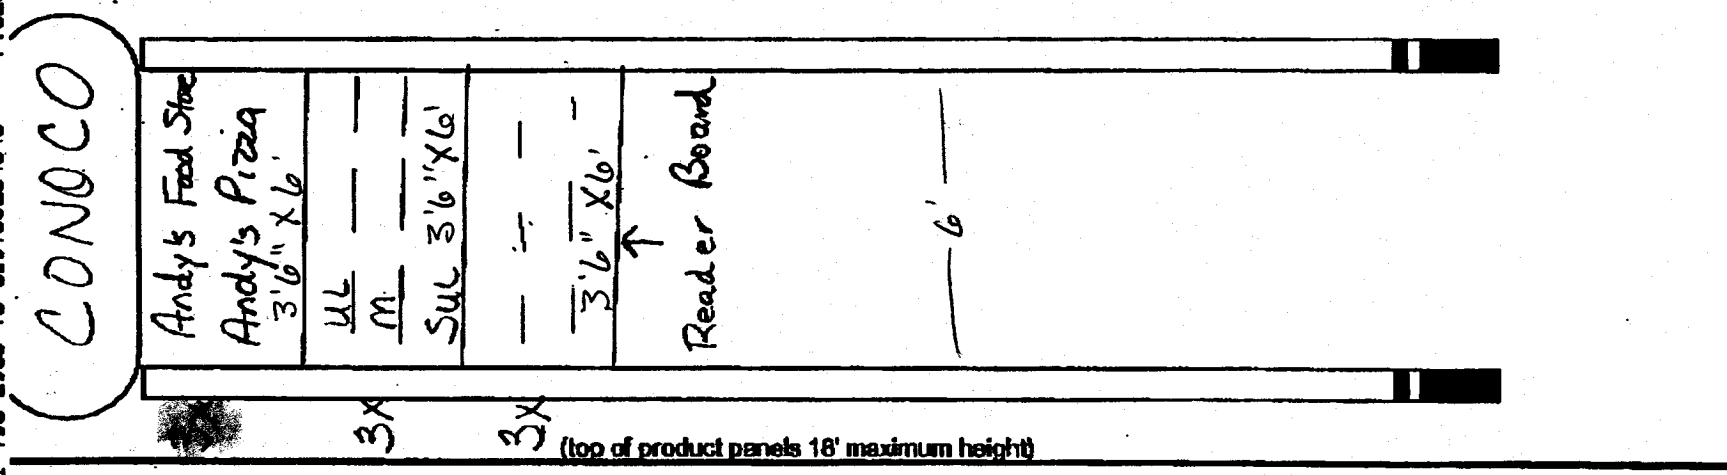 CONOCO
Andy's Food Store
Andy's Pizza
3'6" X 6'
UL
M
SUL 3'6" X 6'
3'6" X 6'
Reader Board
6'
3X
3X
(top of product panels 18' maximum height)